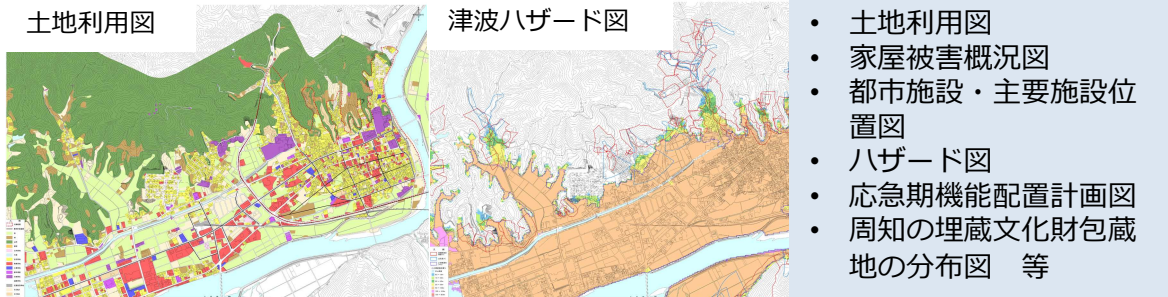 土地利用図
津波ハザード図
• 土地利用図
• 家屋被害概況図
• 都市施設・主要施設位
置図
• ハザード図
• 応急期機能配置計画図
• 周知の埋蔵文化財包蔵
地の分布図　等